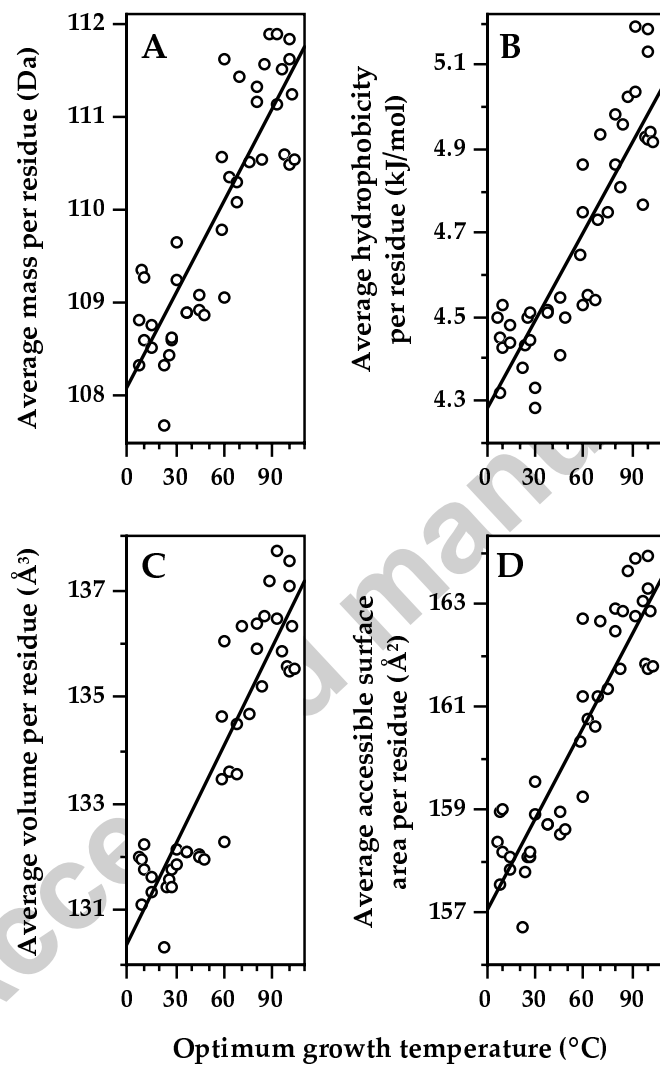 A
B
Average mass per residue (Da)
112
111
110
109
108
0 30 60 90
Average hydrophobicity
per residue (kJ/mol)
5.1
4.9
4.7
4.5
4.3
0 30 60 90
C
D
Average volume per residue (Å³)
137
135
133
131
0 30 60 90
Average accessible surface
area per residue (Å²)
163
161
159
157
0 30 60 90
Optimum growth temperature (°C)